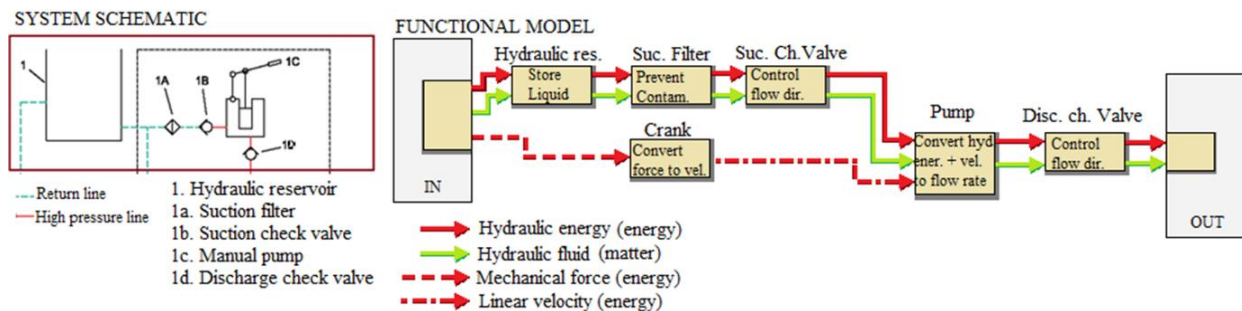 SYSTEM SCHEMATIC
1
1A
1B
1C
1D
Return line
High pressure line
1. Hydraulic reservoir
1a. Suction filter
1b. Suction check valve
1c. Manual pump
1d. Discharge check valve
FUNCTIONAL MODEL
IN
Hydraulic res.
Store
Liquid
Suc. Filter
Prevent
Contam.
Suc. Ch.Valve
Control
flow dir.
Crank
Convert
force to vel.
Pump
Convert hyd
ener. + vel.
to flow rate
Disc. ch. Valve
Control
flow dir.
OUT
Hydraulic energy (energy)
Hydraulic fluid (matter)
Mechanical force (energy)
Linear velocity (energy)